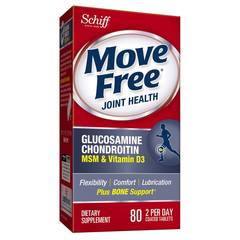 Schiff
Move
Free
JOINT HEALTH
GLUCOSAMINE
CHONDROITIN
MSM & Vitamin D3
Flexibility | Comfort | Lubrication
Plus BONE Support
DIETARY
SUPPLEMENT
80 2 PER DAY
COATED TABLETS